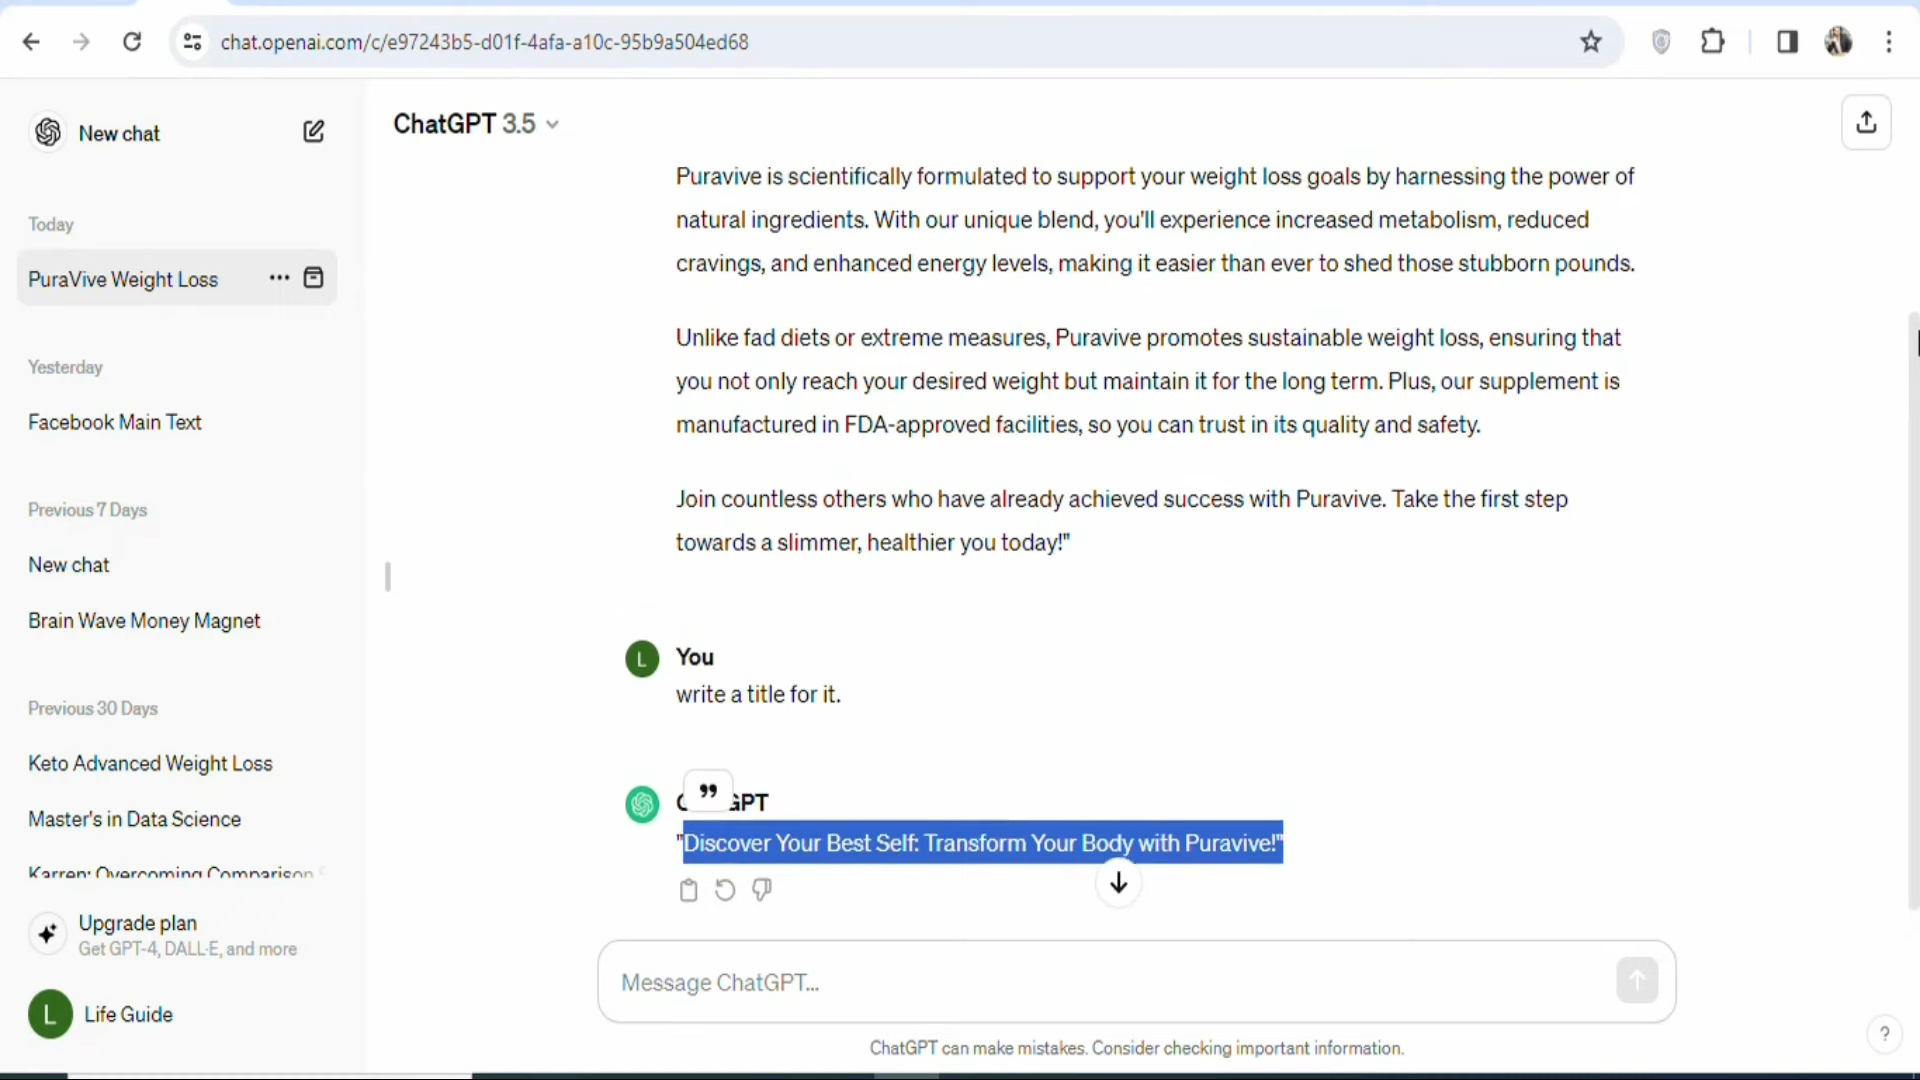 chat.openai.com/c/e97243b5-d01f-4afa-a10c-95b9a504ed68
New chat
ChatGPT 3.5
Today
PuraVive Weight Loss
Yesterday
Facebook Main Text
Previous 7 Days
New chat
Brain Wave Money Magnet
Previous 30 Days
Keto Advanced Weight Loss
Master's in Data Science
Karren: Overcoming Comparison
Upgrade plan
Get GPT-4, DALL·E, and more
L
Life Guide
Puravive is scientifically formulated to support your weight loss goals by harnessing the power of
natural ingredients. With our unique blend, you'll experience increased metabolism, reduced
cravings, and enhanced energy levels, making it easier than ever to shed those stubborn pounds.
Unlike fad diets or extreme measures, Puravive promotes sustainable weight loss, ensuring that
you not only reach your desired weight but maintain it for the long term. Plus, our supplement is
manufactured in FDA-approved facilities, so you can trust in its quality and safety.
Join countless others who have already achieved success with Puravive. Take the first step
towards a slimmer, healthier you today!"
L
You
write a title for it.
GPT
"Discover Your Best Self: Transform Your Body with Puravive!"
Message ChatGPT...
ChatGPT can make mistakes. Consider checking important information.
?